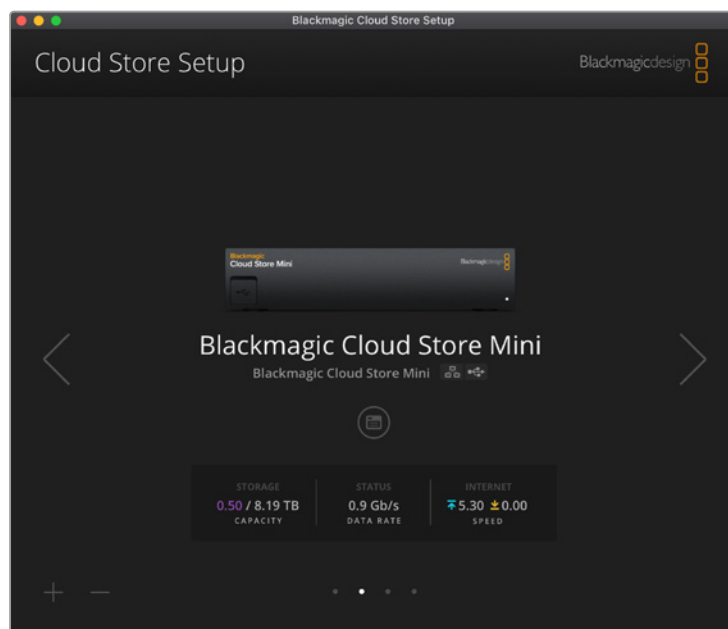 Blackmagic Cloud Store Setup
Cloud Store Setup
Blackmagicdesign
Blackmagic
Cloud Store Mini
Blackmagicdesign
Blackmagic Cloud Store Mini
Blackmagic Cloud Store Mini
STORAGE STATUS INTERNET
0.50 / 8.19 TB 0.9 Gb/s 5.30 0.00
CAPACITY DATA RATE SPEED